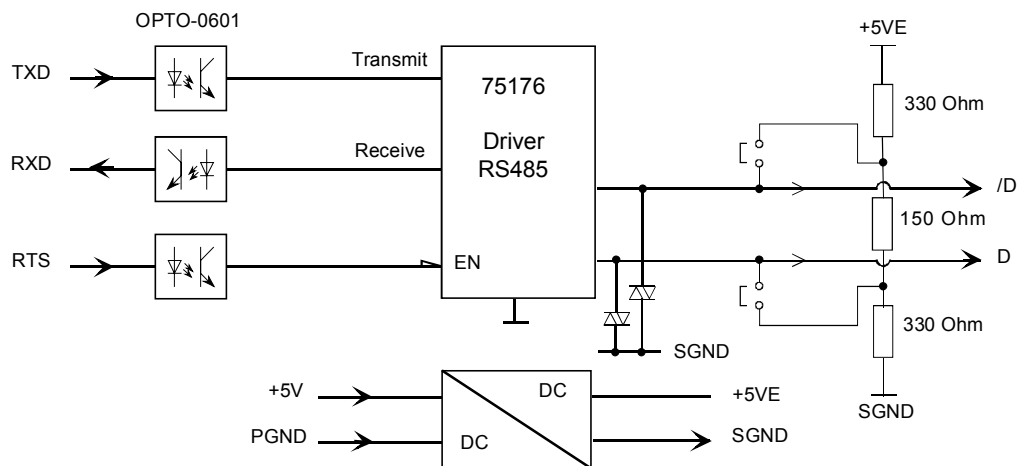 OPTO-0601
+5VE
TXD
Transmit
75176
330 Ohm
RXD
Receive
Driver
RS485
/D
150 Ohm
RTS
EN
D
330 Ohm
SGND
+5V
DC
+5VE
SGND
PGND
DC
SGND